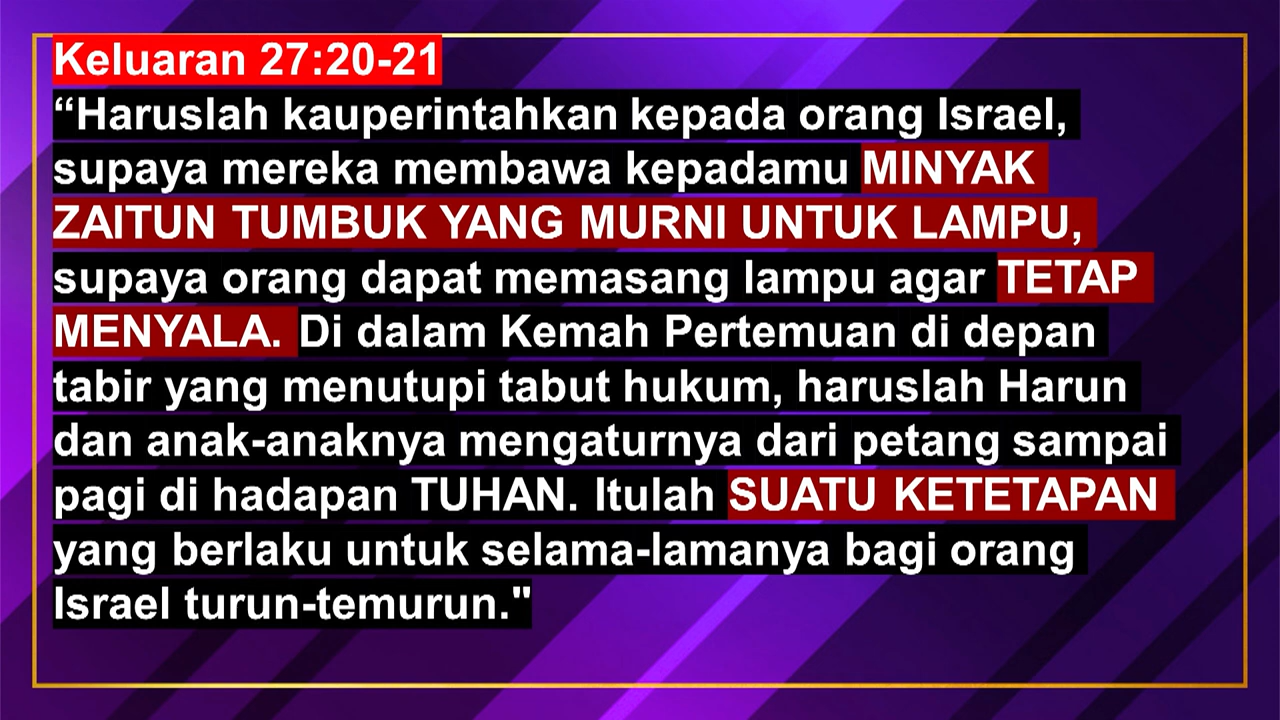 Keluaran 27:20-21
“Haruslah kauperintahkan kepada orang Israel,
supaya mereka membawa kepadamu MINYAK
ZAITUN TUMBUK YANG MURNI UNTUK LAMPU,
supaya orang dapat memasang lampu agar TETAP
MENYALA. Di dalam Kemah Pertemuan di depan
tabir yang menutupi tabut hukum, haruslah Harun
dan anak-anaknya mengaturnya dari petang sampai
pagi di hadapan TUHAN. Itulah SUATU KETETAPAN
yang berlaku untuk selama-lamanya bagi orang
Israel turun-temurun."